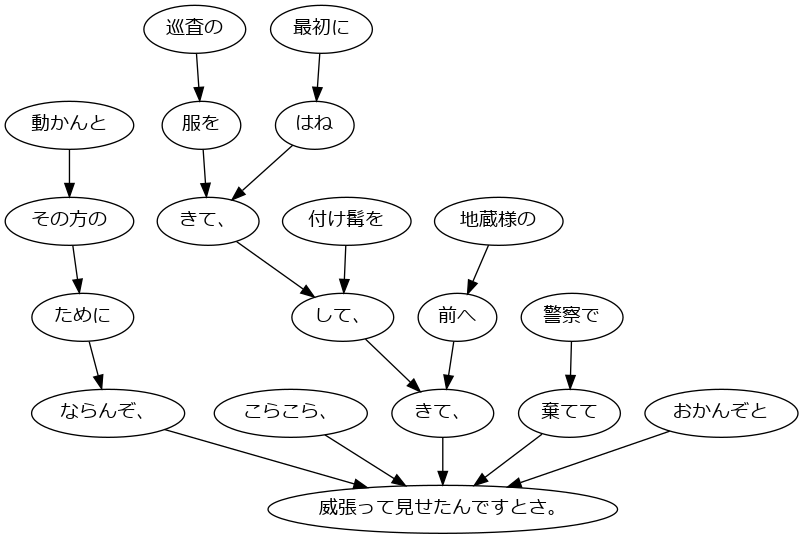 巡査の
最初に
動かんと
服を
はね
その方の
きて、
付け髯を
地蔵様の
ために
して、
前へ
警察で
ならんぞ、
こらこら、
きて、
棄てて
おかんぞと
威張って見せたんですとさ。